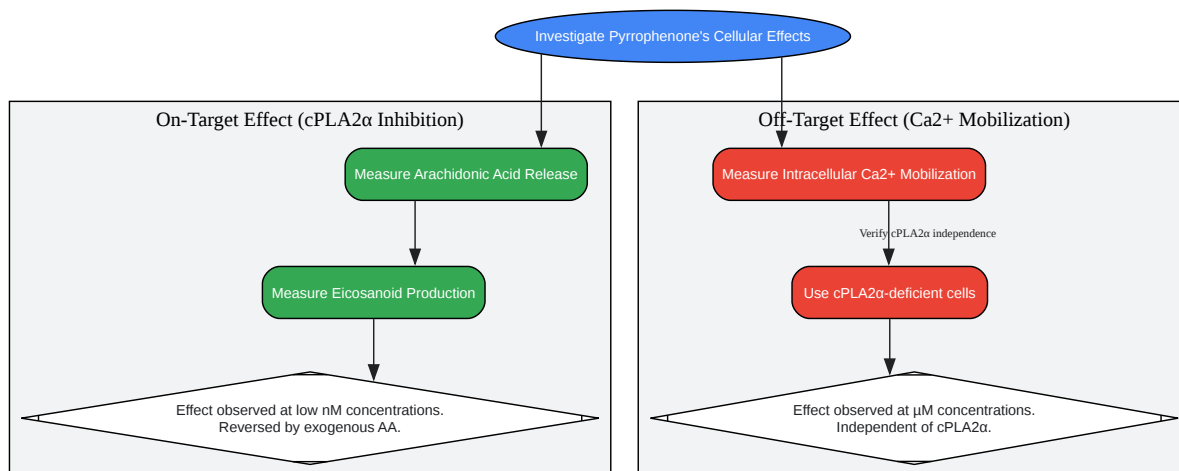 Investigate Pyrrophenone's Cellular Effects
On-Target Effect (cPLA2α Inhibition)
Measure Arachidonic Acid Release
Measure Eicosanoid Production
Effect observed at low nM concentrations.
Reversed by exogenous AA.
Off-Target Effect (Ca2+ Mobilization)
Measure Intracellular Ca2+ Mobilization
Verify cPLA2α independence
Use cPLA2α-deficient cells
Effect observed at µM concentrations.
Independent of cPLA2α.